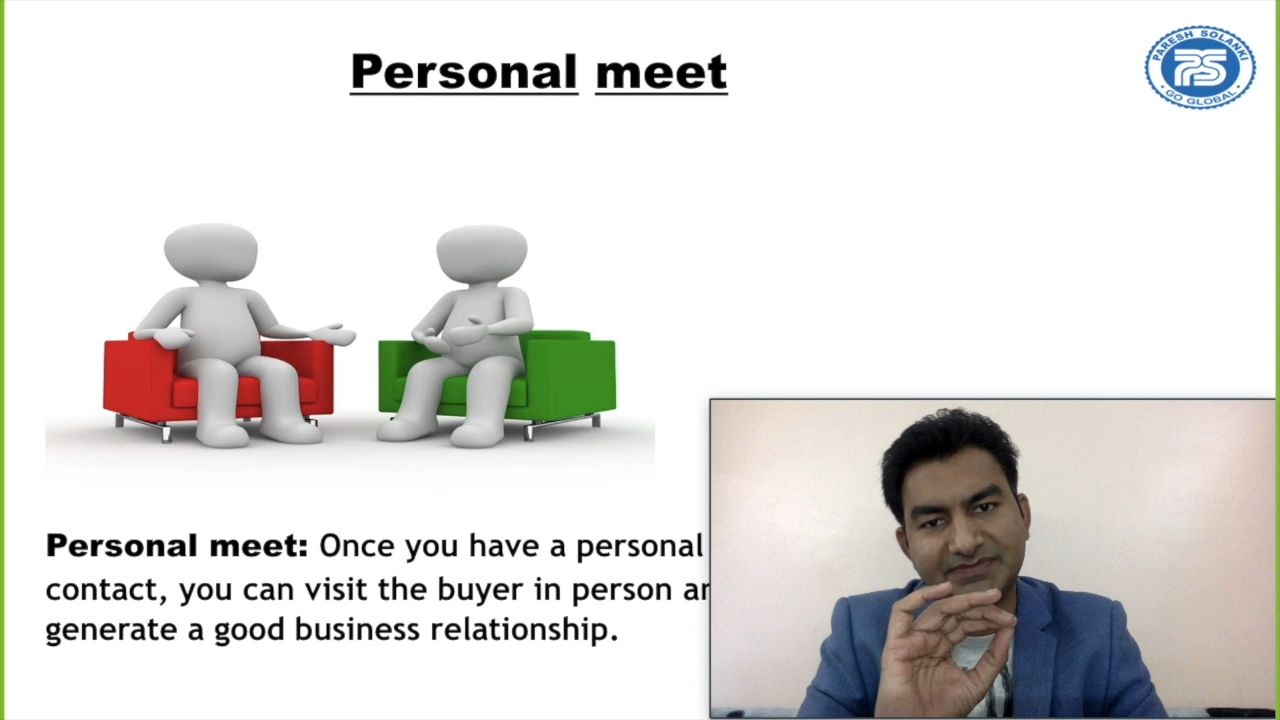 Personal meet
PARESH SOLANKI
PS
GO GLOBAL
Personal meet: Once you have a personal
contact, you can visit the buyer in person
generate a good business relationship.